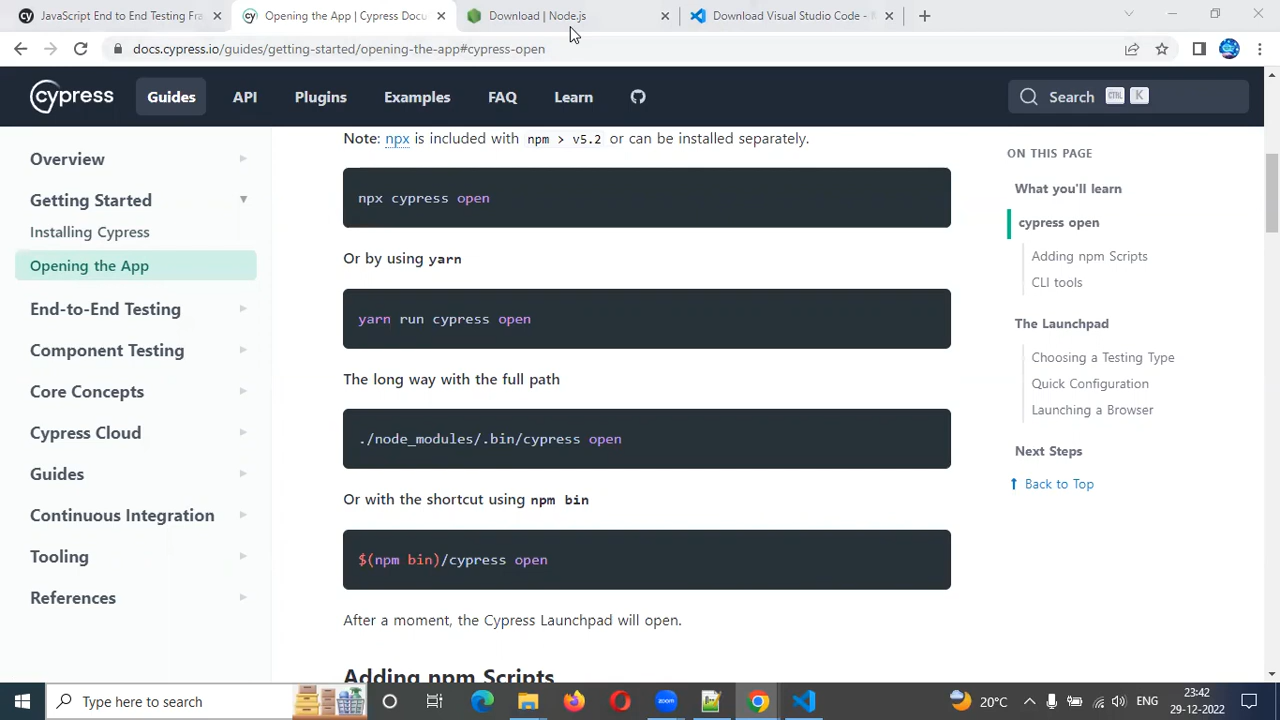 JavaScript End to End Testing Fra
Opening the App | Cypress Docu
Download | Node.js
Download Visual Studio Code -
docs.cypress.io/guides/getting-started/opening-the-app#cypress-open
cypress
Guides
API
Plugins
Examples
FAQ
Learn
Search CTRL K
Overview
Getting Started
Installing Cypress
Opening the App
End-to-End Testing
Component Testing
Core Concepts
Cypress Cloud
Guides
Continuous Integration
Tooling
References
Note: npx is included with npm > v5.2 or can be installed separately.
npx cypress open
Or by using yarn
yarn run cypress open
The long way with the full path
./node_modules/.bin/cypress open
Or with the shortcut using npm bin
$(npm bin)/cypress open
After a moment, the Cypress Launchpad will open.
Adding npm Scripts
ON THIS PAGE
What you'll learn
cypress open
Adding npm Scripts
CLI tools
The Launchpad
Choosing a Testing Type
Quick Configuration
Launching a Browser
Next Steps
Back to Top
Type here to search
zoom
20°C
ENG
23:42
29-12-2022